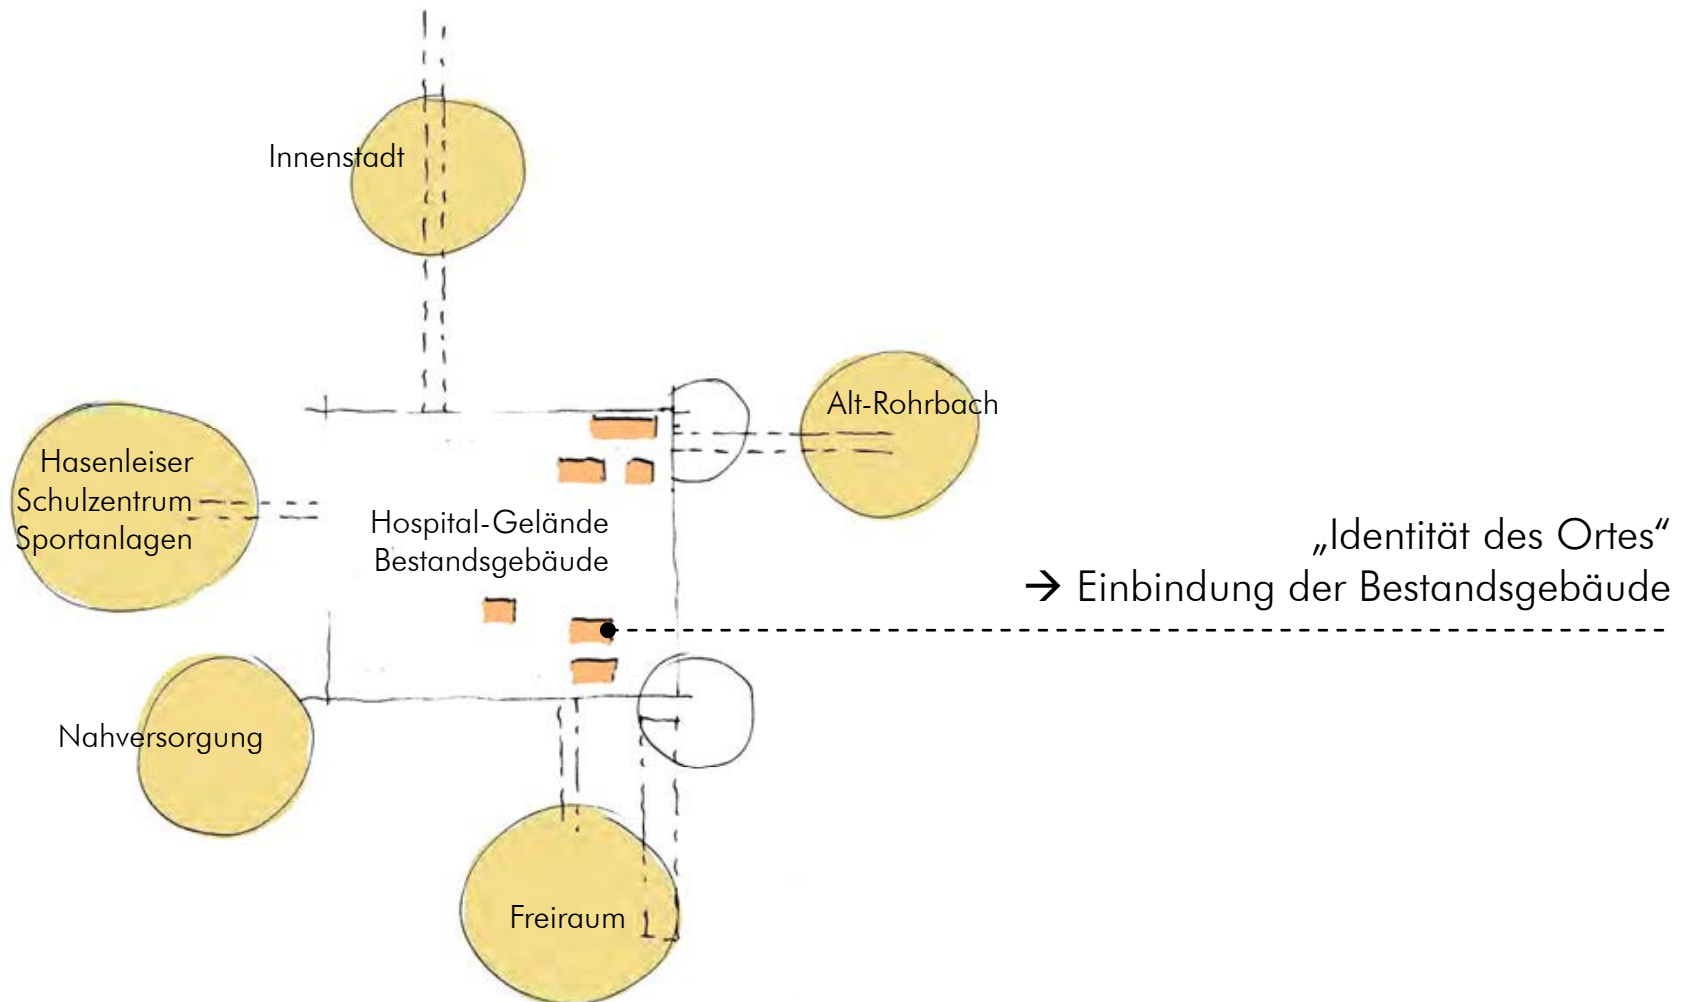 Innenstadt
Alt-Rohrbach
Hasenleiser
Schulzentrum
Sportanlagen
Hospital-Gelände
Bestandsgebäude
„Identität des Ortes“
→ Einbindung der Bestandsgebäude
Nahversorgung
Freiraum